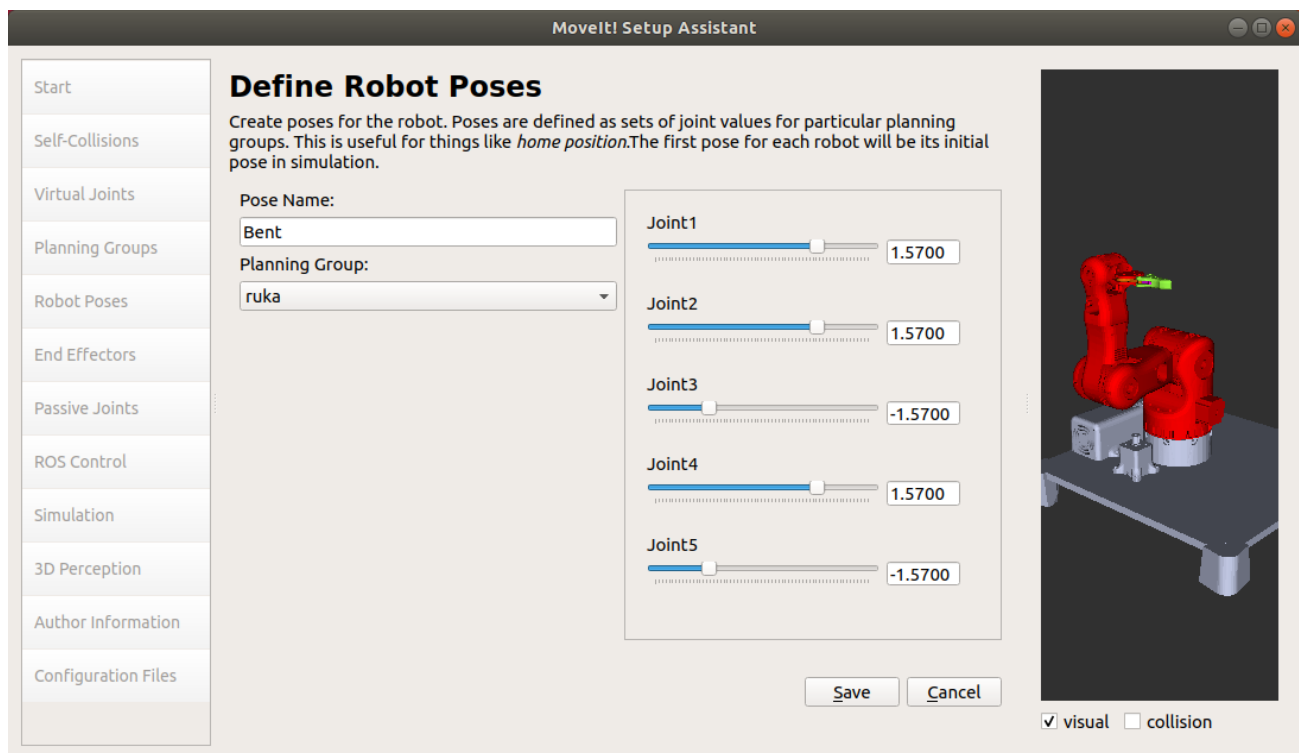 MoveIt! Setup Assistant
Start
Self-Collisions
Virtual Joints
Planning Groups
Robot Poses
End Effectors
Passive Joints
ROS Control
Simulation
3D Perception
Author Information
Configuration Files
Define Robot Poses
Create poses for the robot. Poses are defined as sets of joint values for particular planning
groups. This is useful for things like home position.The first pose for each robot will be its initial
pose in simulation.
Pose Name:
Bent
Planning Group:
ruka
Joint1
1.5700
Joint2
1.5700
Joint3
-1.5700
Joint4
1.5700
Joint5
-1.5700
Save
Cancel
visual
collision